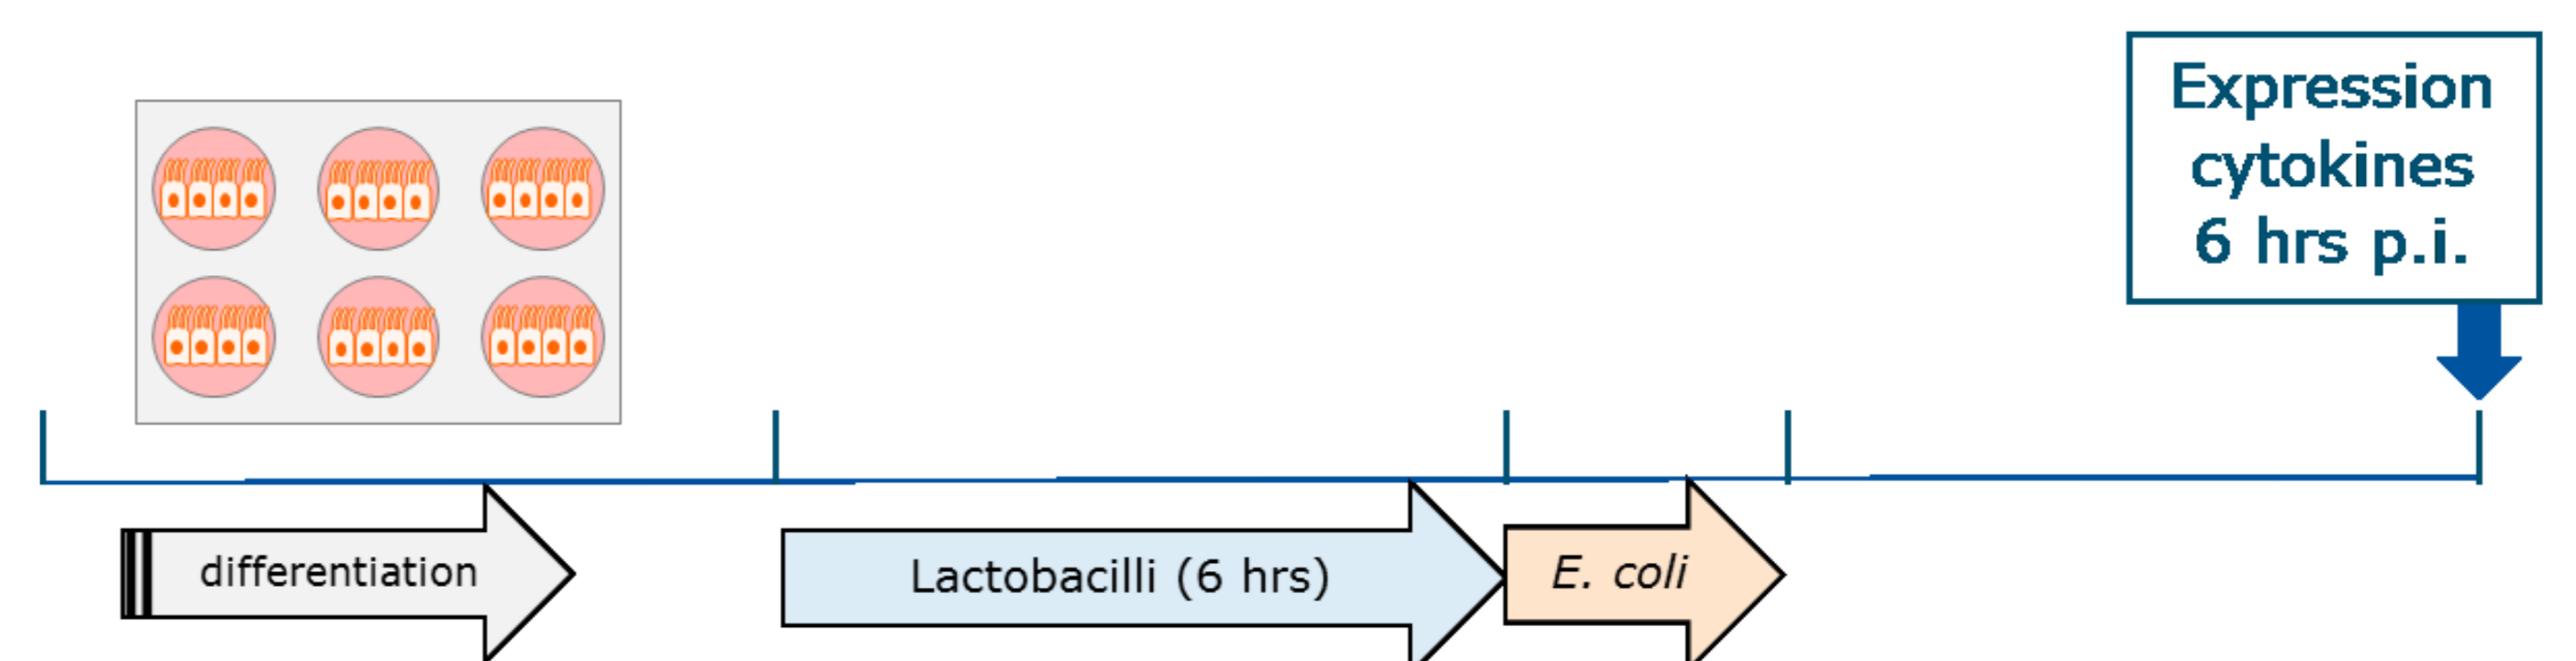 Expression
cytokines
6 hrs p.i.
differentiation
Lactobacilli (6 hrs)
E. coli